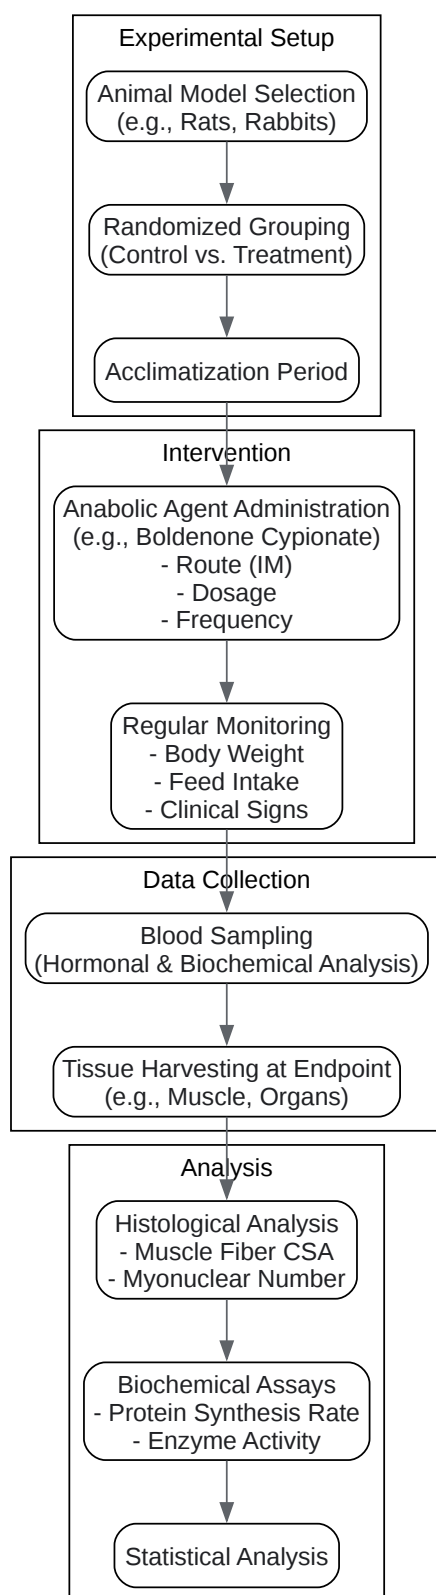 Experimental Setup
Animal Model Selection
(e.g., Rats, Rabbits)
Randomized Grouping
(Control vs. Treatment)
Acclimatization Period
Intervention
Anabolic Agent Administration
(e.g., Boldenone Cypionate)
- Route (IM)
- Dosage
- Frequency
Regular Monitoring
- Body Weight
- Feed Intake
- Clinical Signs
Data Collection
Blood Sampling
(Hormonal & Biochemical Analysis)
Tissue Harvesting at Endpoint
(e.g., Muscle, Organs)
Analysis
Histological Analysis
- Muscle Fiber CSA
- Myonuclear Number
Biochemical Assays
- Protein Synthesis Rate
- Enzyme Activity
Statistical Analysis